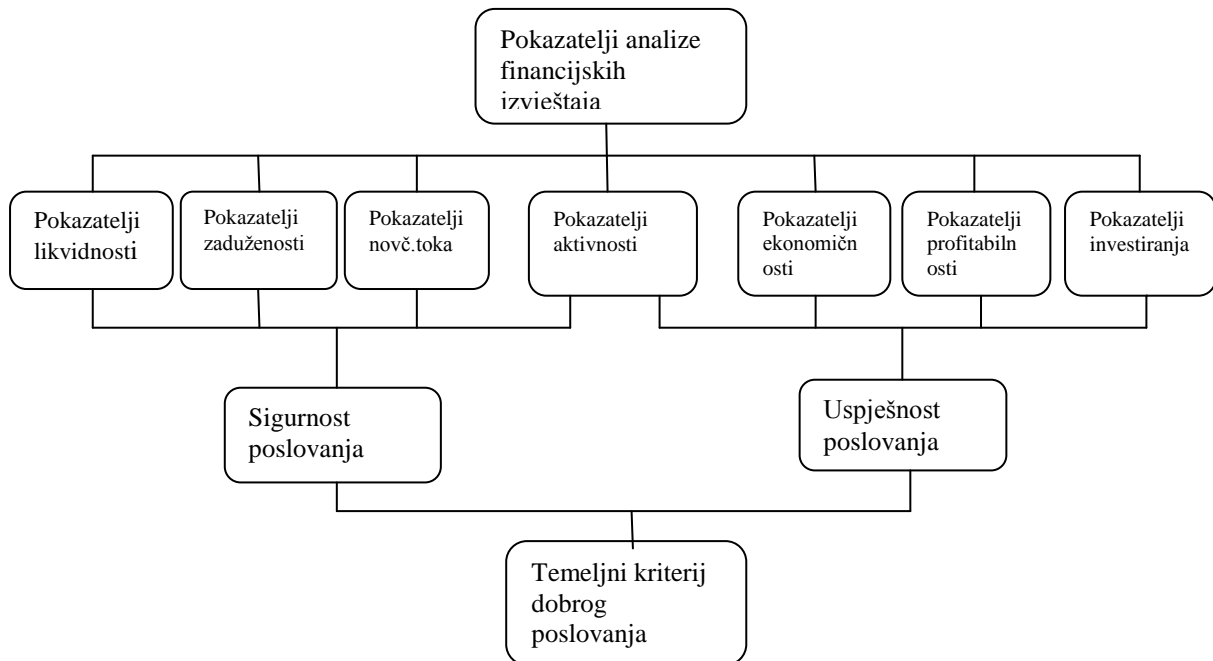 Pokazatelji analize
financijskih
izvještaja
Pokazatelji
likvidnosti
Pokazatelji
zaduženosti
Pokazatelji
novč.toka
Pokazatelji
aktivnosti
Pokazatelji
ekonomičn
osti
Pokazatelji
profitabiln
osti
Pokazatelji
investiranja
Sigurnost
poslovanja
Uspješnost
poslovanja
Temeljni kriterij
dobrog
poslovanja